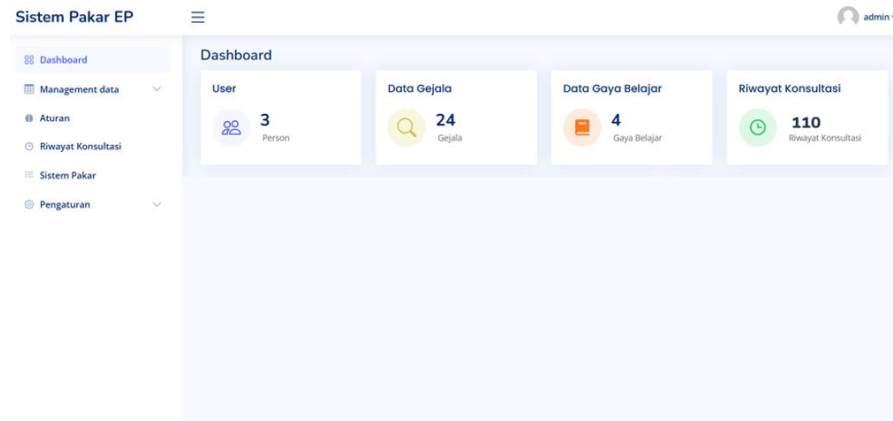 Sistem Pakar EP
admin
Dashboard
Management data
Aturan
Riwayat Konsultasi
Sistem Pakar
Pengaturan
Dashboard
User
3
Person
Data Gejala
24
Gejala
Data Gaya Belajar
4
Gaya Belajar
Riwayat Konsultasi
110
Riwayat Konsultasi